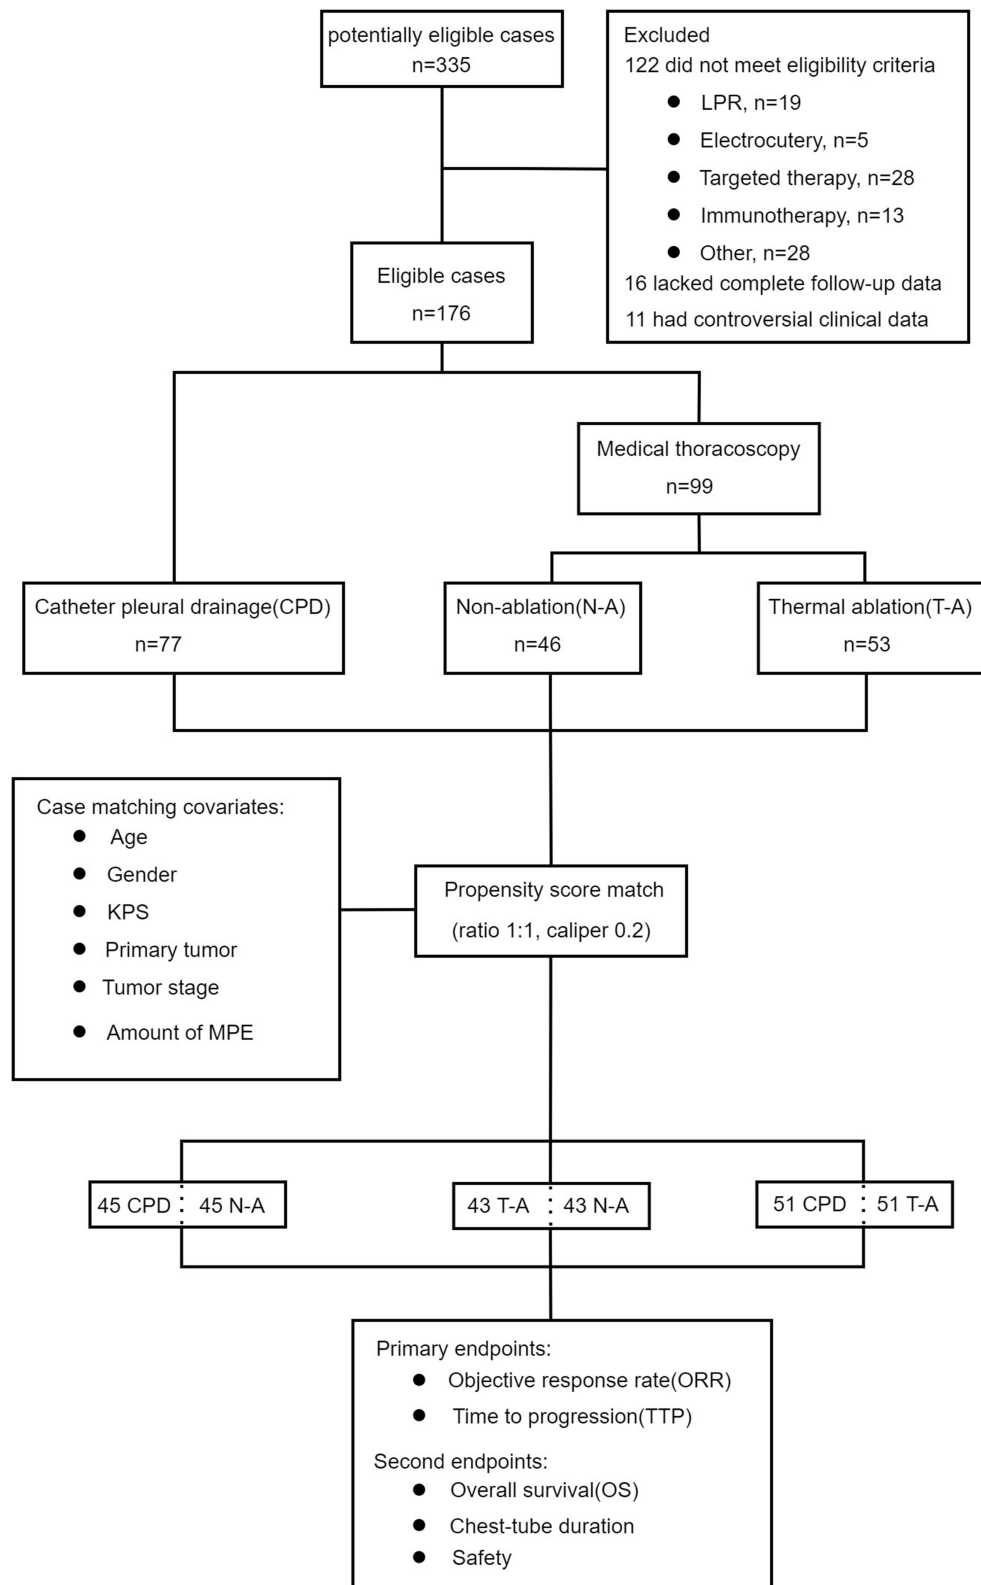 potentially eligible cases
n=335
Excluded
122 did not meet eligibility criteria
● LPR, n=19
● Electrocutery, n=5
● Targeted therapy, n=28
● Immunotherapy, n=13
● Other, n=28
16 lacked complete follow-up data
11 had controversial clinical data
Eligible cases
n=176
Medical thoracoscopy
n=99
Catheter pleural drainage(CPD)
n=77
Non-ablation(N-A)
n=46
Thermal ablation(T-A)
n=53
Case matching covariates:
● Age
● Gender
● KPS
● Primary tumor
● Tumor stage
● Amount of MPE
Propensity score match
(ratio 1:1, caliper 0.2)
45 CPD 45 N-A
43 T-A 43 N-A
51 CPD 51 T-A
Primary endpoints:
● Objective response rate(ORR)
● Time to progression(TTP)
Second endpoints:
● Overall survival(OS)
● Chest-tube duration
● Safety